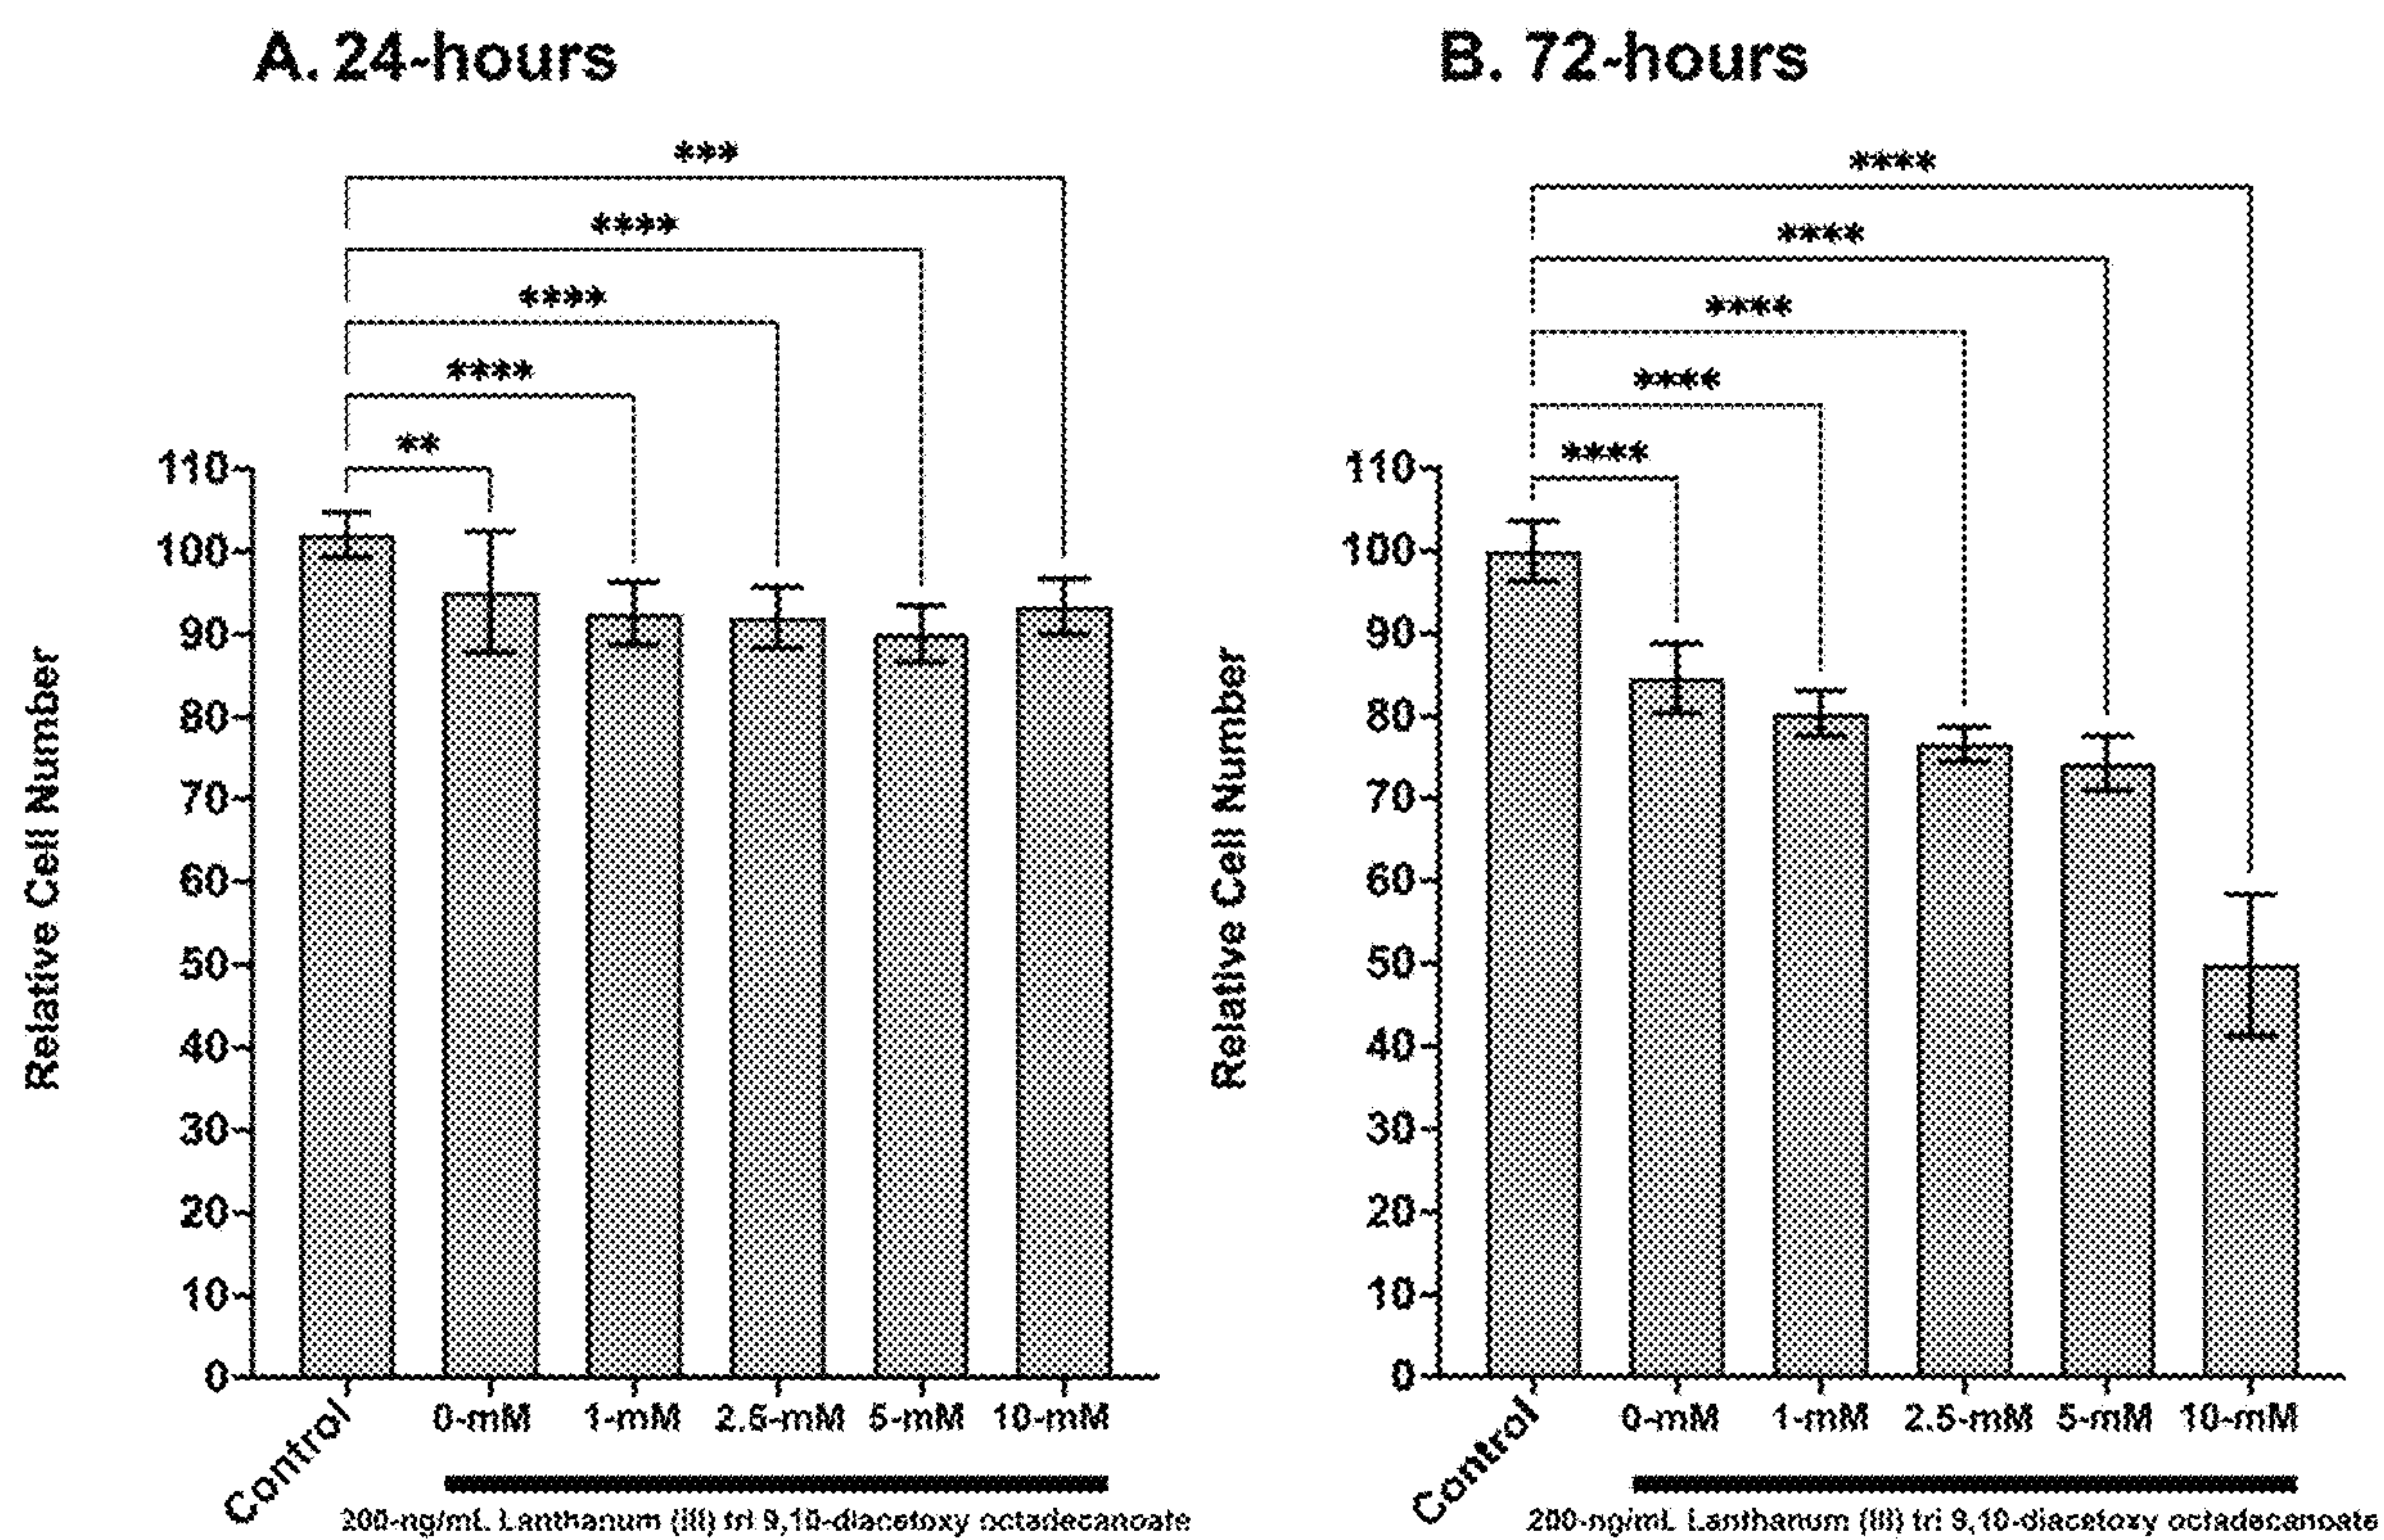 A. 24-hours
***
****
****
****
**
110
100
90
80
70
60
50
40
30
20
10
0
Relative Cell Number
Control
0-mM
1-mM
2.5-mM
5-mM
10-mM
200-ng/mL Lanthanum (III) tri 9,10-diacetoxy octadecanoate
B. 72-hours
****
****
****
****
****
110
100
90
80
70
60
50
40
30
20
10
0
Relative Cell Number
Control
0-mM
1-mM
2.5-mM
5-mM
10-mM
200-ng/mL Lanthanum (III) tri 9,10-diacetoxy octadecanoate